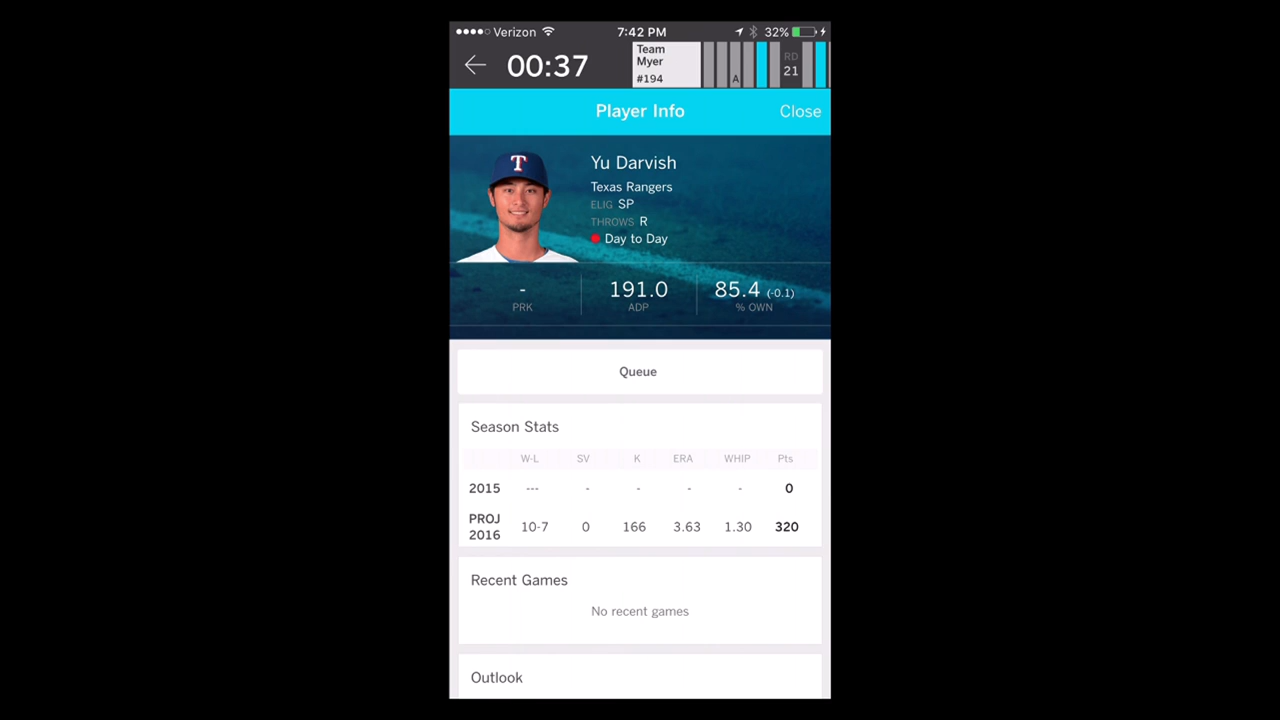 Verizon 7:42 PM 32%
00:37 Team Myer #194 A RD 21
Player Info Close
T
Yu Darvish
Texas Rangers
ELIG SP
THROWS R
Day to Day
- 191.0 85.4 (-0.1)
PRK ADP % OWN
Queue
Season Stats
W-L SV K ERA WHIP Pts
2015 --- - - - - 0
PROJ 2016 10-7 0 166 3.63 1.30 320
Recent Games
No recent games
Outlook